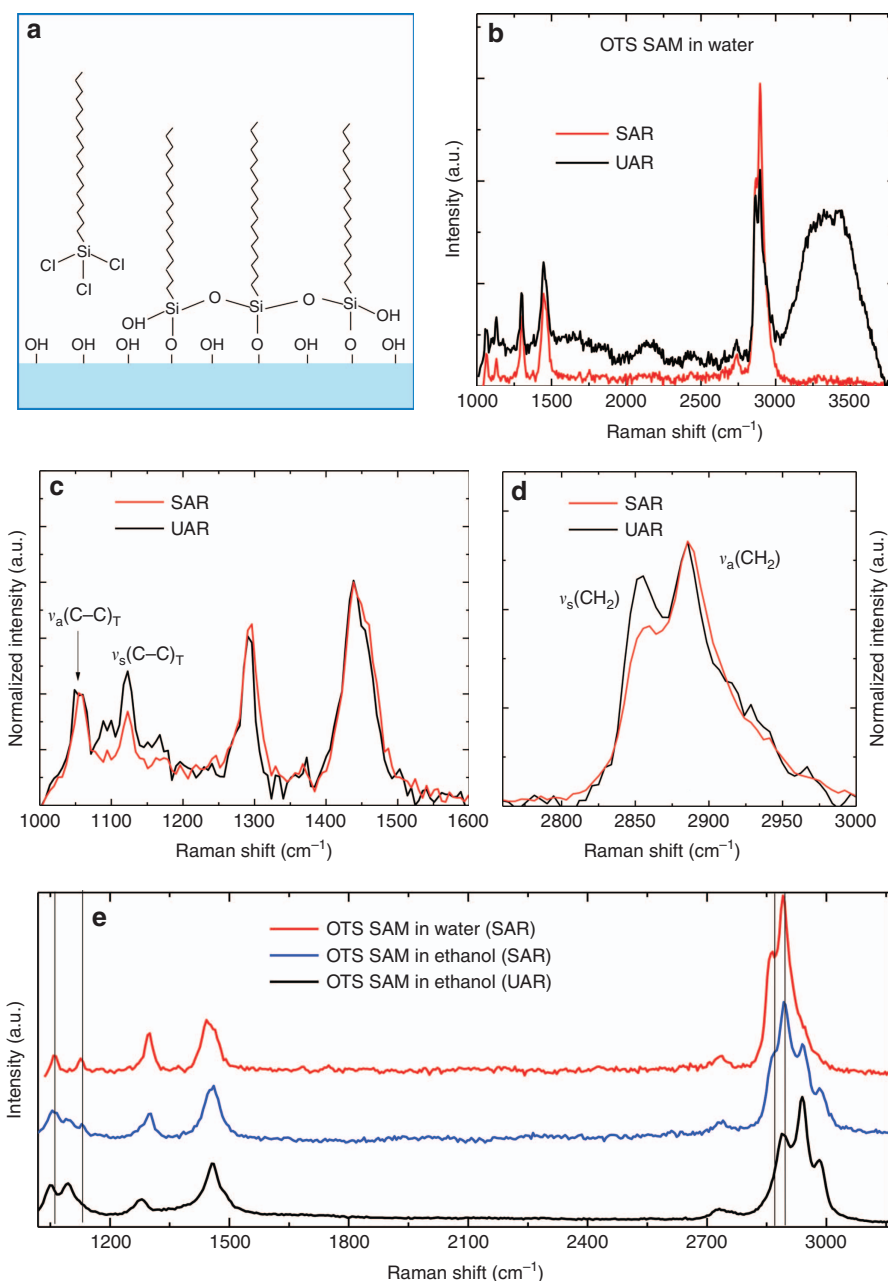 a
Si
Cl
Cl
Cl
Si
O
Si
O
Si
OH
OH
OH
OH
OH
O
OH
O
OH
O
OH
b
OTS SAM in water
SAR
UAR
Intensity (a.u.)
1000 1500 2000 2500 3000 3500
Raman shift (cm⁻¹)
c
SAR
UAR
νₐ(C–C)T
νₛ(C–C)T
Normalized intensity (a.u.)
1000 1100 1200 1300 1400 1500 1600
Raman shift (cm⁻¹)
d
SAR
UAR
νₐ(CH₂)
νₛ(CH₂)
Normalized intensity (a.u.)
2800 2850 2900 2950 3000
Raman shift (cm⁻¹)
e
OTS SAM in water (SAR)
OTS SAM in ethanol (SAR)
OTS SAM in ethanol (UAR)
Intensity (a.u.)
1200 1500 1800 2100 2400 2700 3000
Raman shift (cm⁻¹)